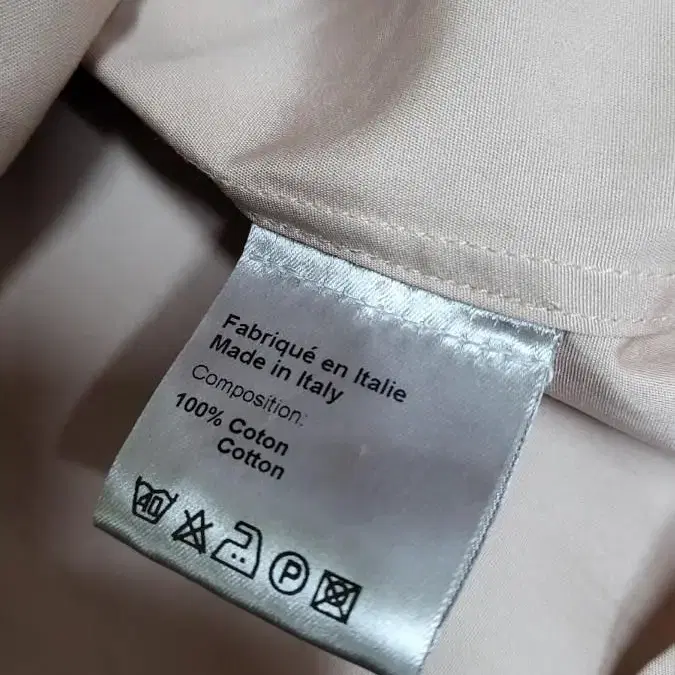 Fabriqué en Italie
Made in Italy
Composition:
100% Coton
Cotton
40
P